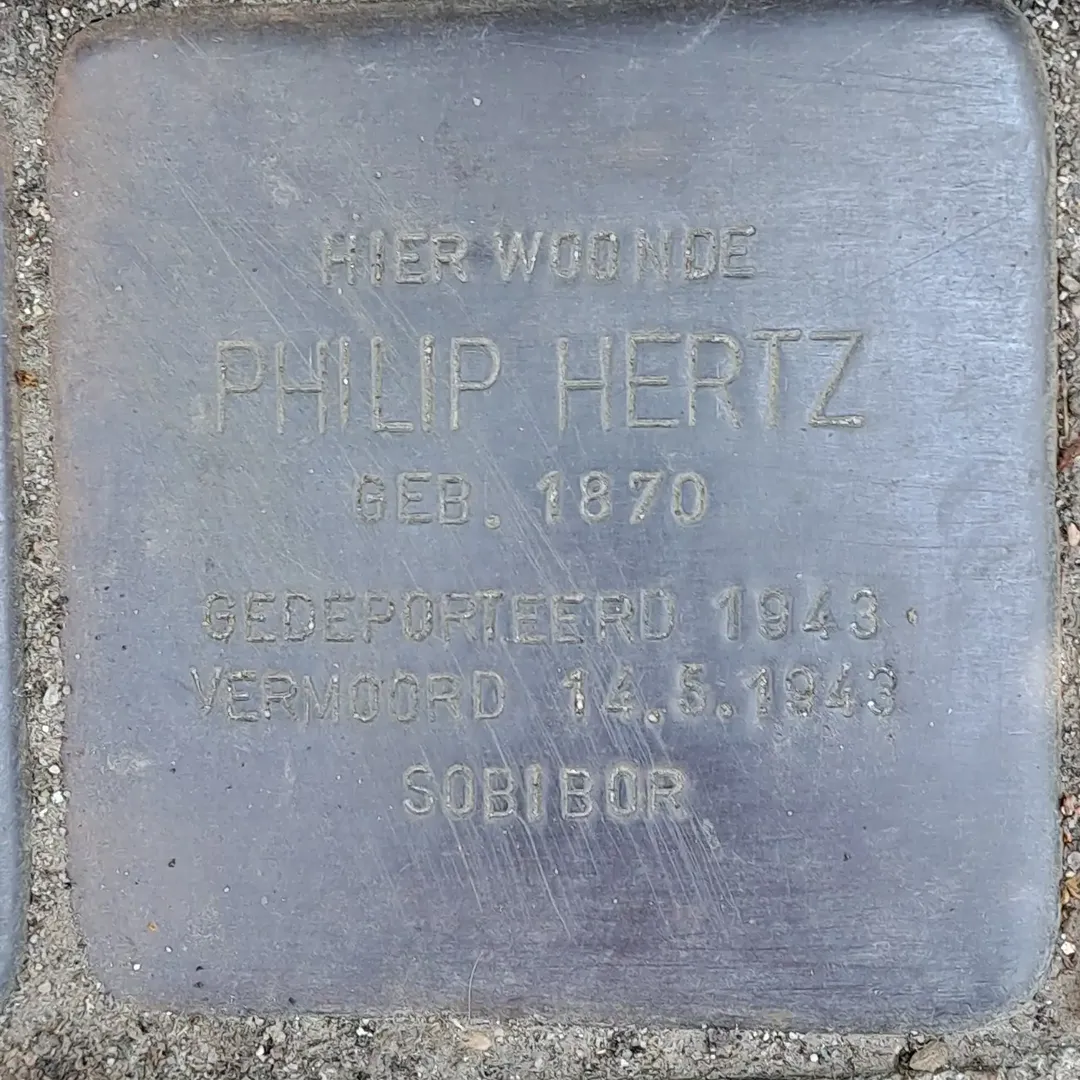 HIER WOONDE
PHILIP HERTZ
GEB. 1870
GEDEPORTEERD 1943
VERMOORD 14.5.1943
SOBIBOR